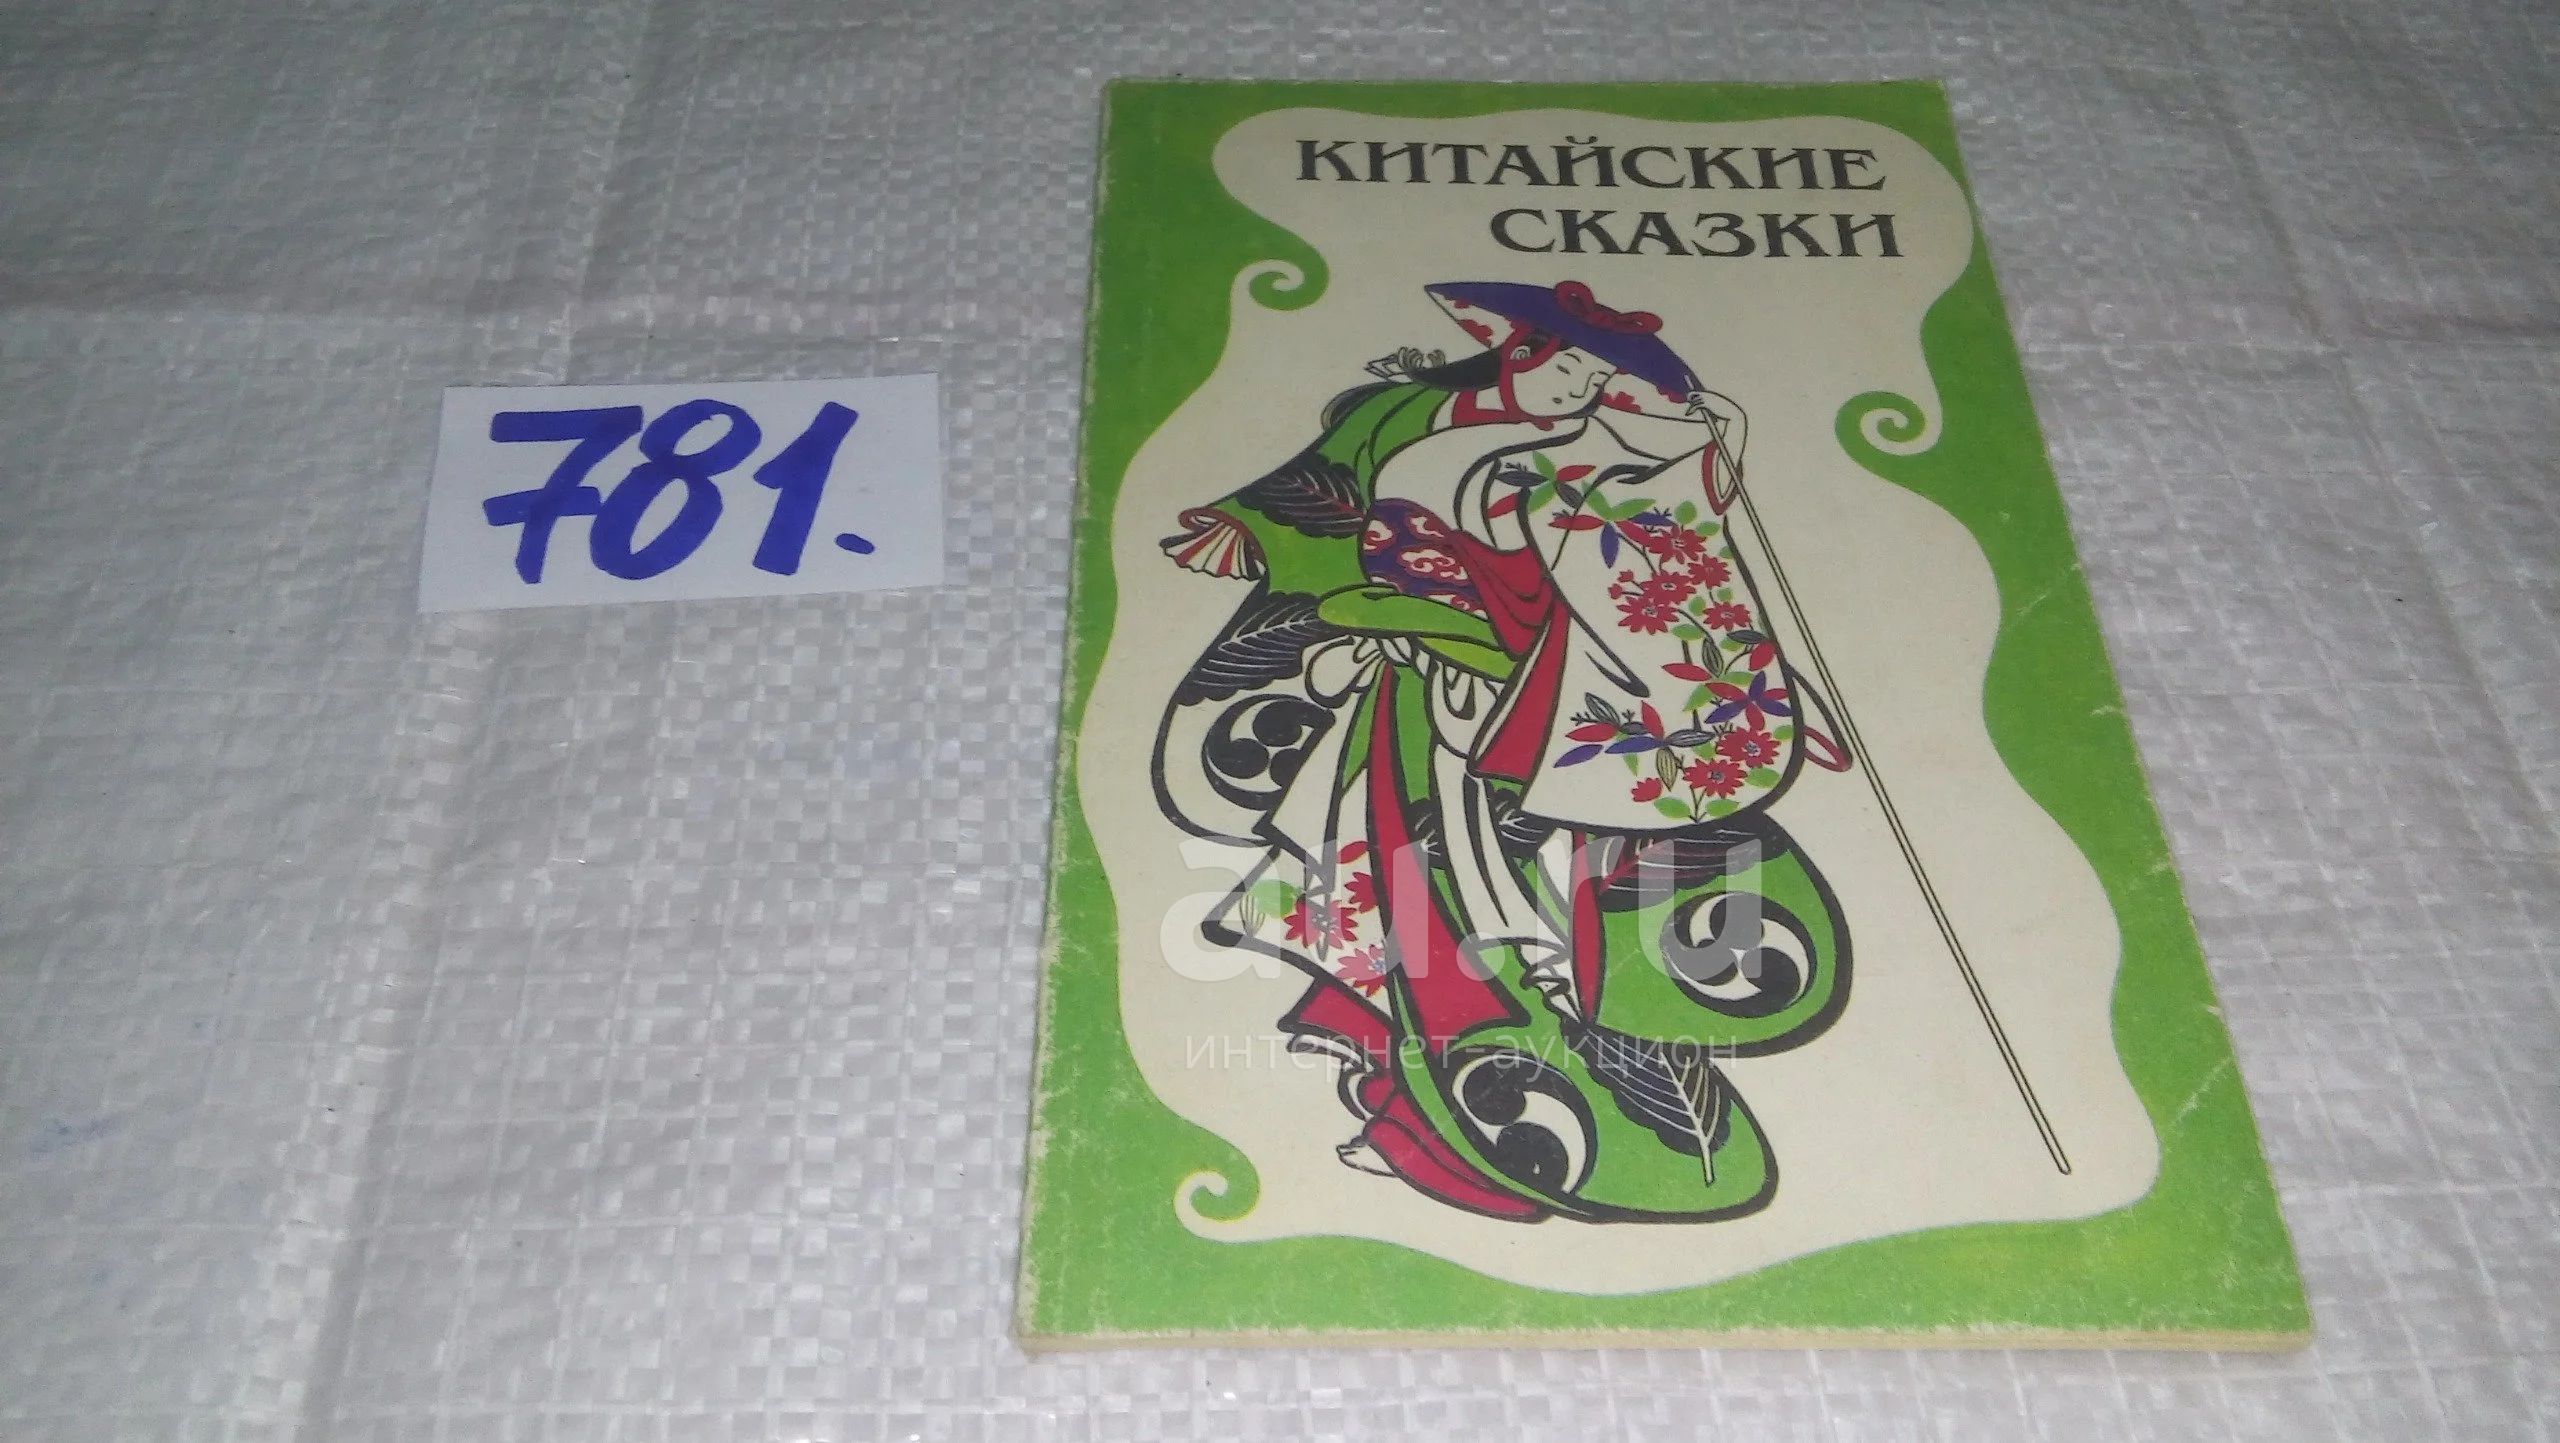 781.
КИТАЙСКИЕ
СКАЗКИ
au.ru
интернет-аукцион